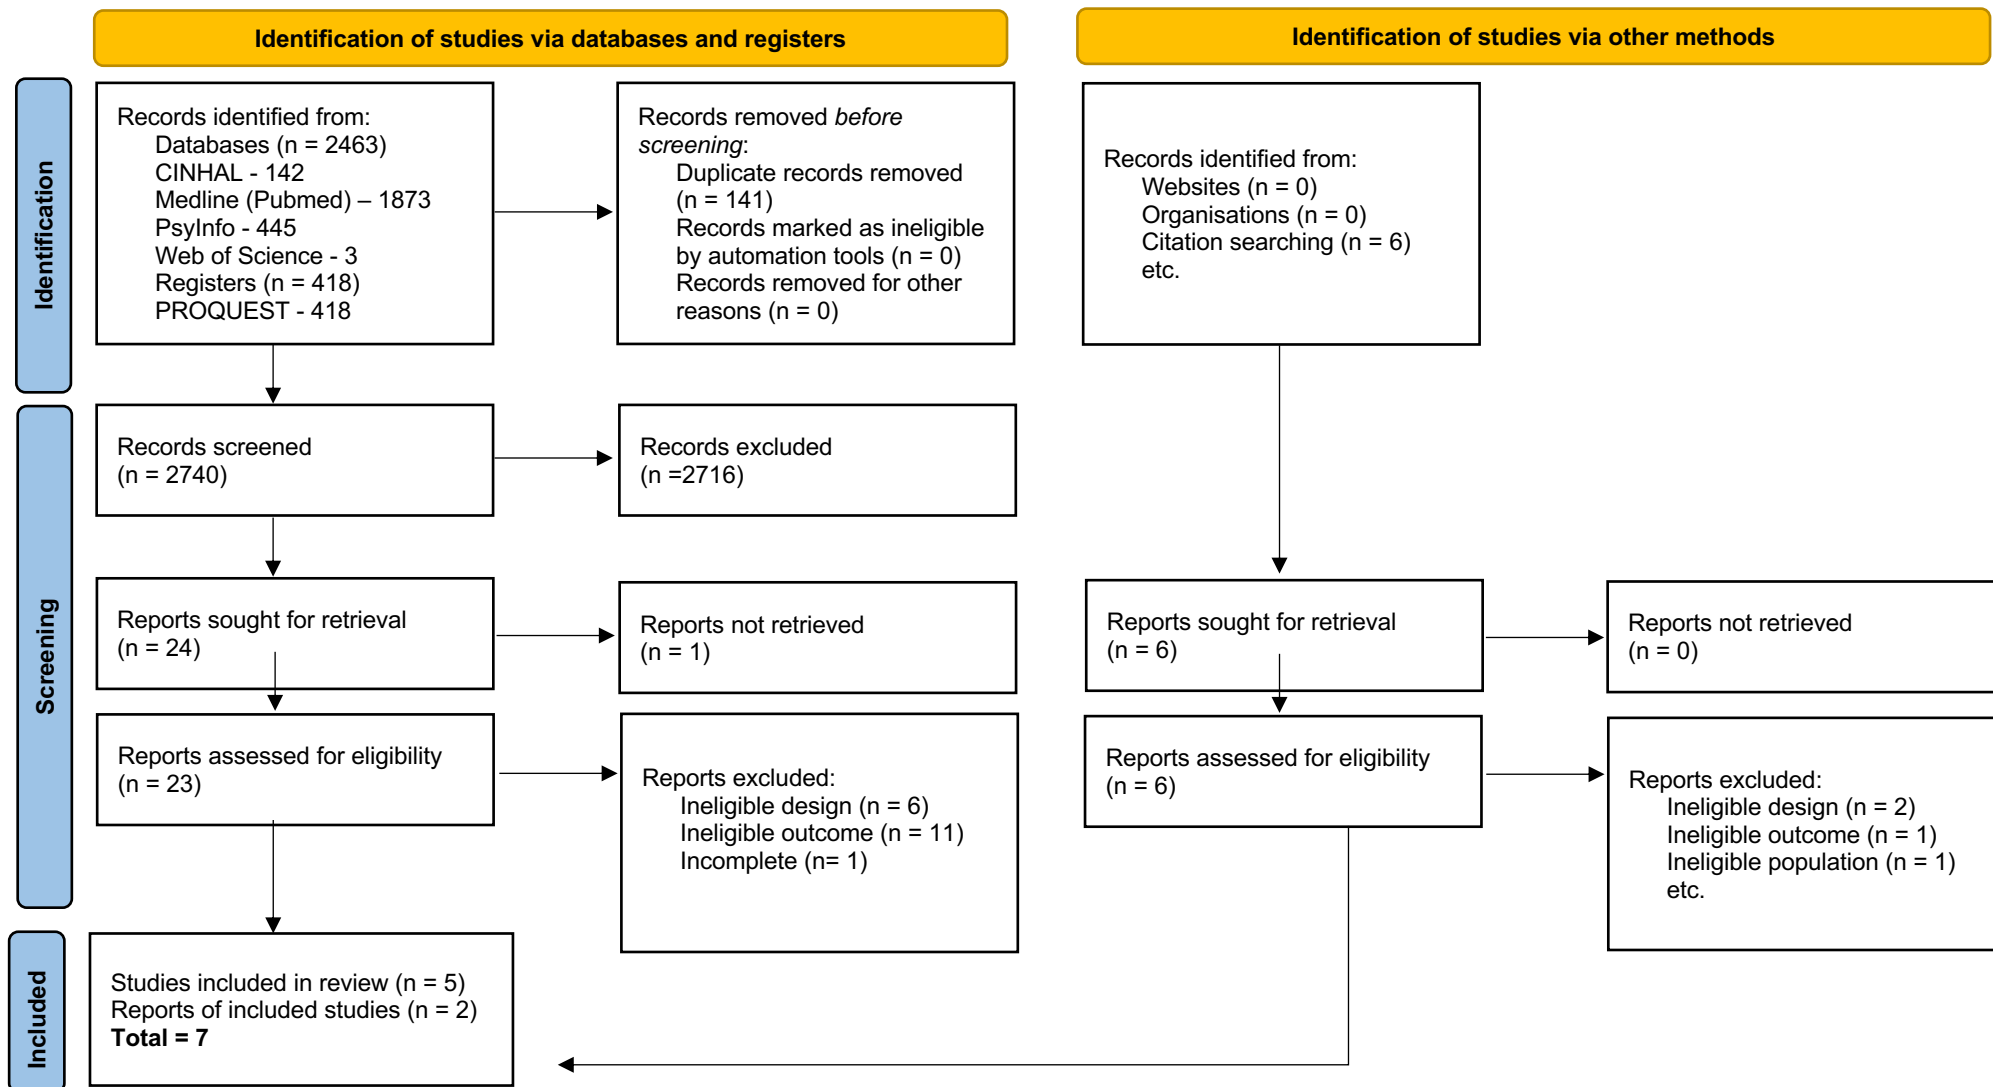 Identification of studies via databases and registers
Identification of studies via other methods
Identification
Records identified from:
Databases (n = 2463)
CINHAL - 142
Medline (Pubmed) – 1873
PsyInfo - 445
Web of Science - 3
Registers (n = 418)
PROQUEST - 418
Records removed before
screening:
Duplicate records removed
(n = 141)
Records marked as ineligible
by automation tools (n = 0)
Records removed for other
reasons (n = 0)
Records identified from:
Websites (n = 0)
Organisations (n = 0)
Citation searching (n = 6)
etc.
Screening
Records screened
(n = 2740)
Records excluded
(n =2716)
Reports sought for retrieval
(n = 24)
Reports not retrieved
(n = 1)
Reports sought for retrieval
(n = 6)
Reports not retrieved
(n = 0)
Reports assessed for eligibility
(n = 23)
Reports excluded:
Ineligible design (n = 6)
Ineligible outcome (n = 11)
Incomplete (n= 1)
Reports assessed for eligibility
(n = 6)
Reports excluded:
Ineligible design (n = 2)
Ineligible outcome (n = 1)
Ineligible population (n = 1)
etc.
Included
Studies included in review (n = 5)
Reports of included studies (n = 2)
Total = 7